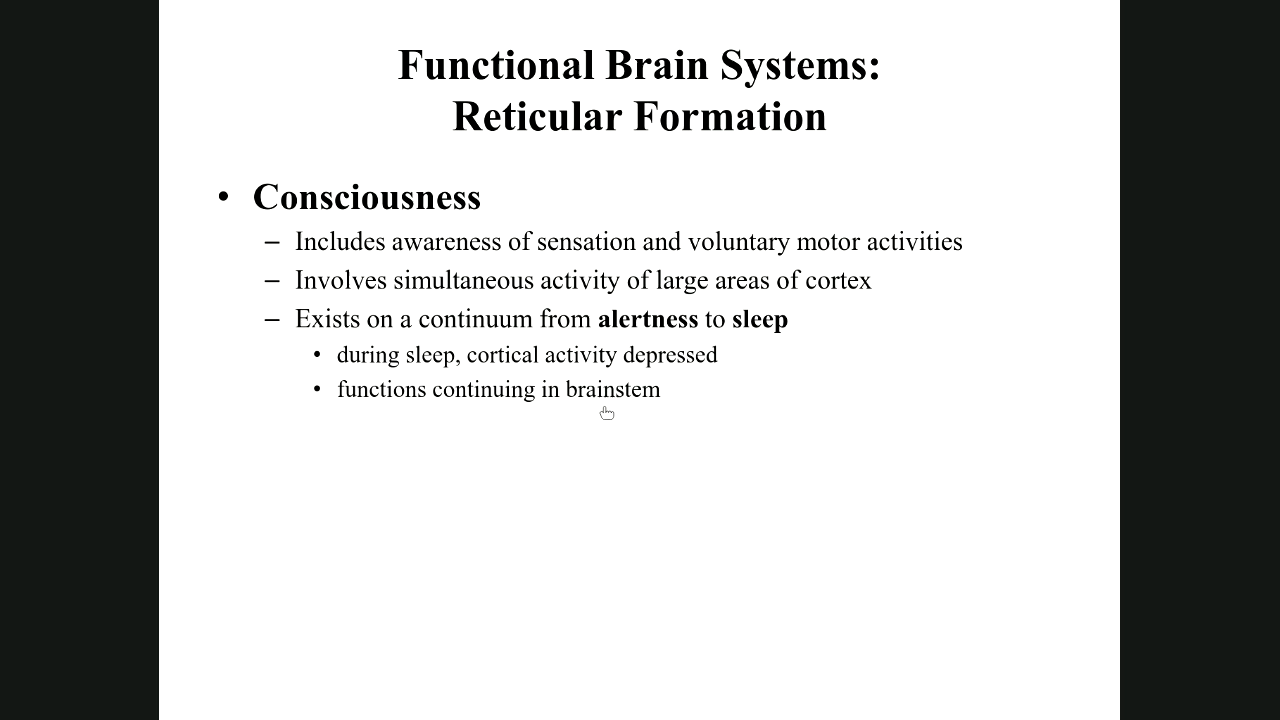 Functional Brain Systems:
Reticular Formation
• Consciousness
– Includes awareness of sensation and voluntary motor activities
– Involves simultaneous activity of large areas of cortex
– Exists on a continuum from alertness to sleep
• during sleep, cortical activity depressed
• functions continuing in brainstem